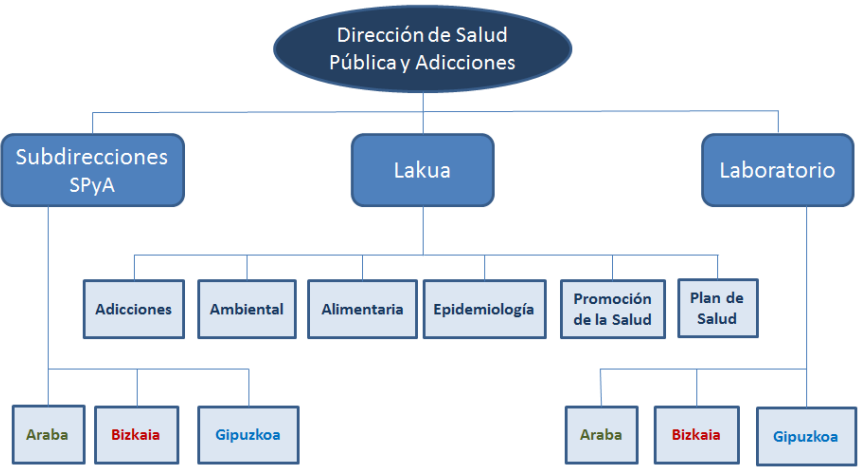 Dirección de Salud
Pública y Adicciones
Subdirecciones
SPyA
Lakua
Laboratorio
Adicciones
Ambiental
Alimentaria
Epidemiología
Promoción
de la Salud
Plan de
Salud
Araba
Bizkaia
Gipuzkoa
Araba
Bizkaia
Gipuzkoa